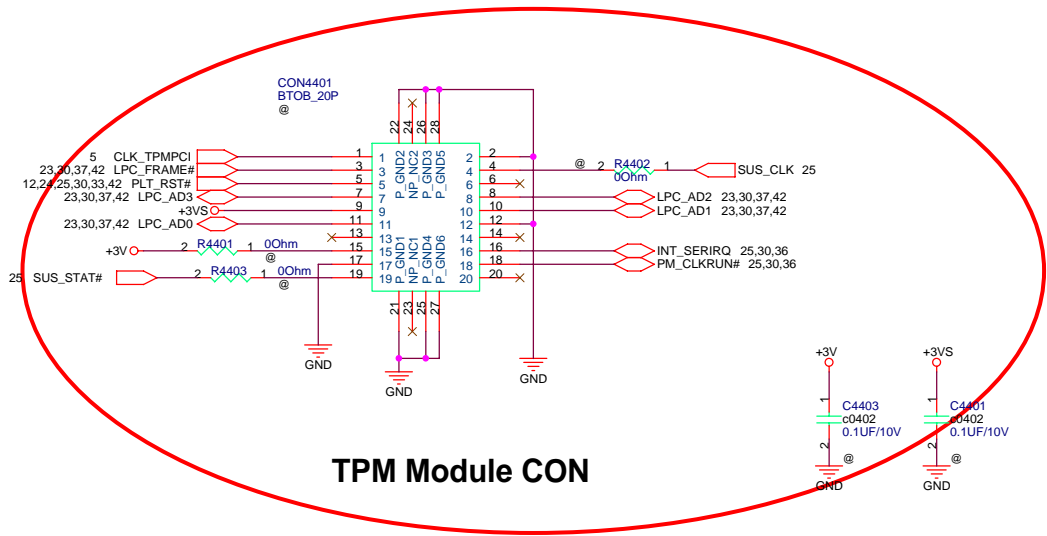 CON4401
BTOB_20P
@
22 24 26 28
P_GND2 NP_NC2 P_GND3 P_GND5
5 CLK_TPMPCI 1 1 2 2
23,30,37,42 LPC_FRAME# 3 3 4 4 @ 2 R4402 1 SUS_CLK 25
0Ohm
12,24,25,30,33,42 PLT_RST# 5 5 6 6
23,30,37,42 LPC_AD3 7 7 8 8 LPC_AD2 23,30,37,42
+3VS 9 9 10 10 LPC_AD1 23,30,37,42
23,30,37,42 LPC_AD0 11 11 12 12
13 13 14 14
+3V 2 R4401 1 0Ohm 15 15 16 16 INT_SERIRQ 25,30,36
@
17 17 18 18 PM_CLKRUN# 25,30,36
25 SUS_STAT# 2 R4403 1 0Ohm 19 19 20 20
@
P_GND1 NP_NC1 P_GND4 P_GND6
21 23 25 27
GND
GND
GND
+3V
1
C4403
c0402
0.1UF/10V
2
@
GND
+3VS
1
C4401
c0402
0.1UF/10V
2
@
GND
TPM Module CON